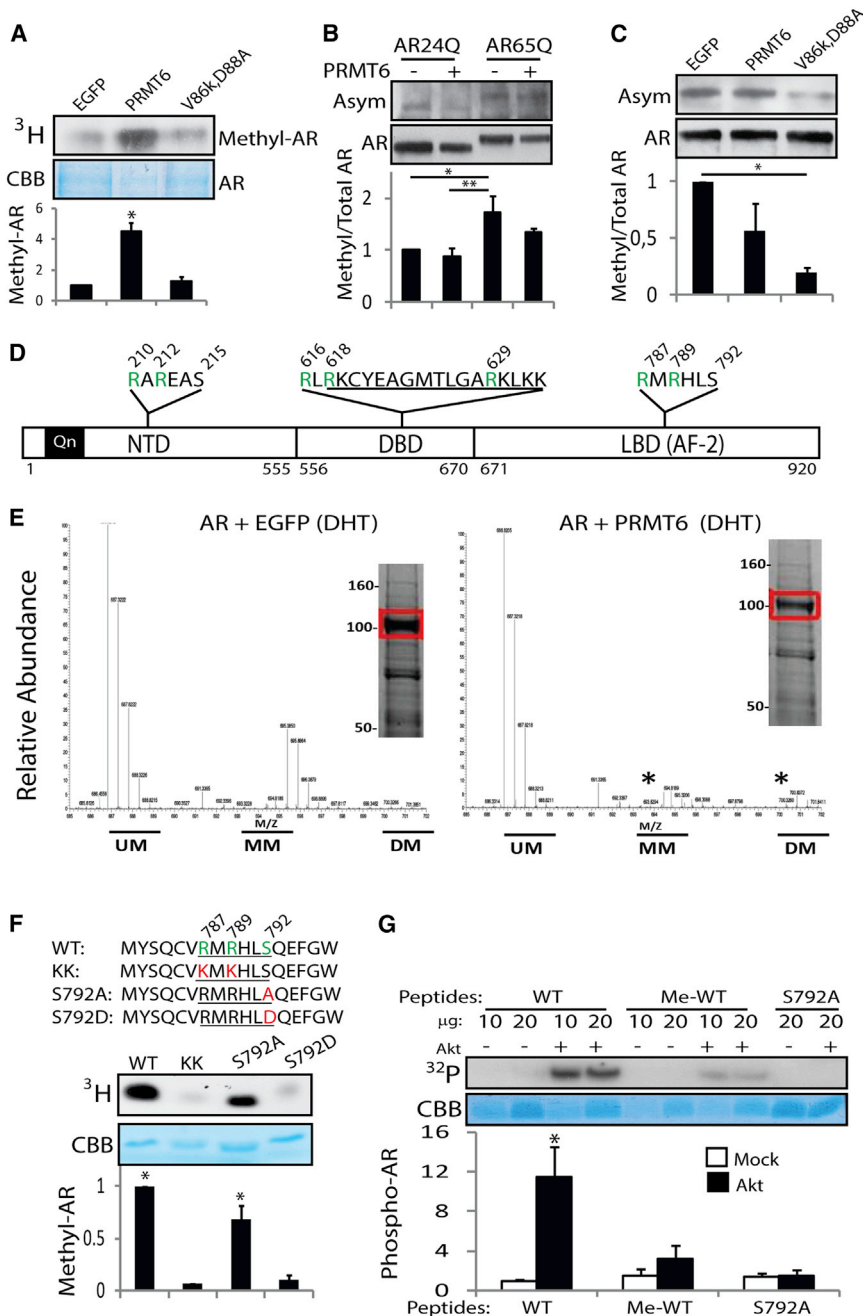 A
EGFP PRMT6 V86k,D88A
3H Methyl-AR
CBB AR
Methyl-AR
6
4
2
0
*
B
AR24Q AR65Q
PRMT6 - + - +
Asym
AR
* **
Methyl/Total AR
2
1
0
C
EGFP PRMT6 V86k,D88A
Asym
AR
*
Methyl/Total AR
1
0,5
0
D
210 212 215 616 618 629 787 789 792
RAREAS RLRKCYEAGMTLGARKLKK RMRHLS
Qn NTD DBD LBD (AF-2)
1 555 556 670 671 920
E
Relative Abundance
AR + EGFP (DHT)
160-
100-
50-
687.3222
687.8222
M/Z
UM MM DM
AR + PRMT6 (DHT)
160-
100-
50-
* *
M/Z
UM MM DM
F
787 789 792
WT: MYSQCVRMRHLSQEFGW
KK: MYSQCVKMKHLSQEFGW
S792A: MYSQCVRMRHLAQEFGW
S792D: MYSQCVRMRHLDQEFGW
WT KK S792A S792D
3H
CBB
Methyl-AR
1
0.5
0
* *
G
Peptides: WT Me-WT S792A
µg: 10 20 10 20 10 20 10 20 20 20
Akt - - + + - - + + - +
32P
CBB
Phospho-AR
16
12
8
4
0
*
Mock
Akt
Peptides: WT Me-WT S792A